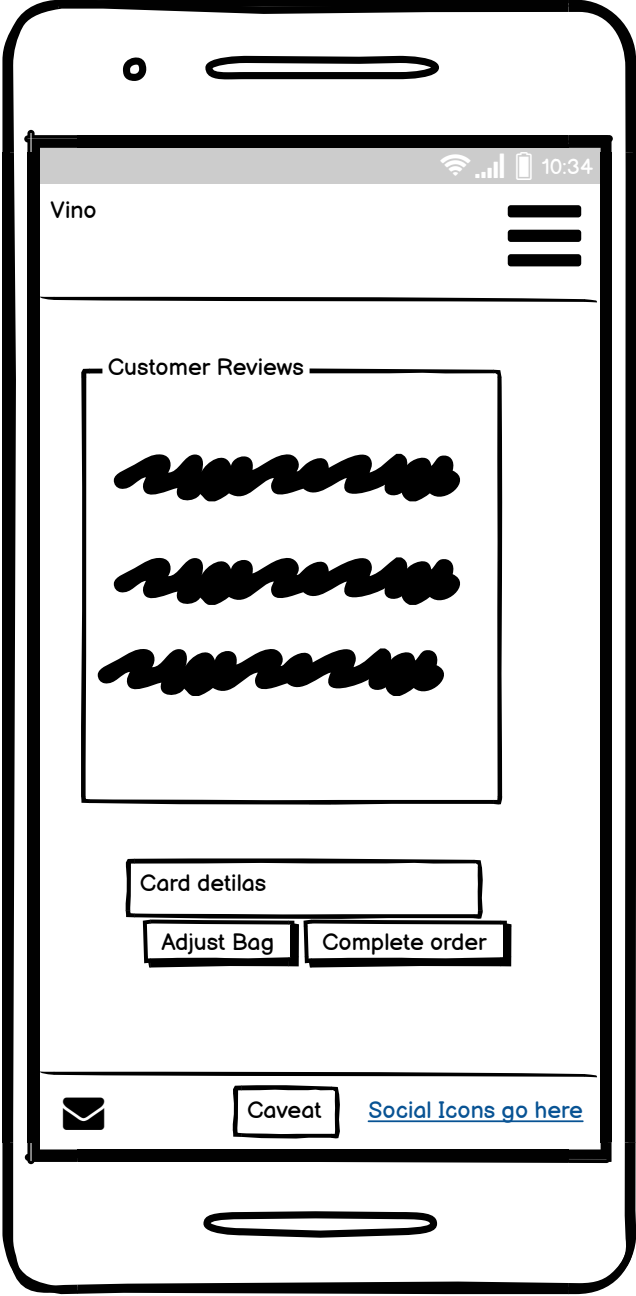 10:34
Vino
Customer Reviews
Card detilas
Adjust Bag
Complete order
Caveat
Social Icons go here